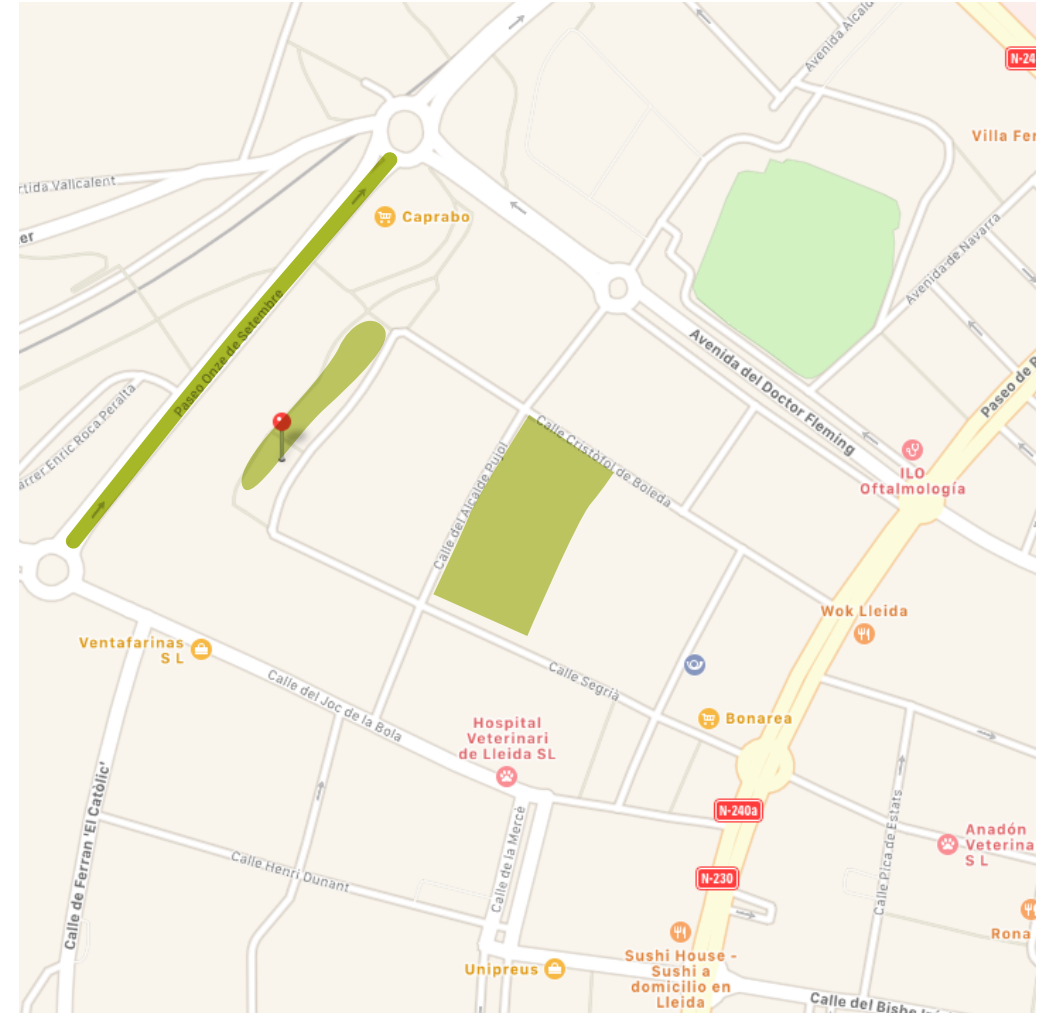 Avenida Alcald
N-24
Villa Fer
rtida Vallcalent
Caprabo
er
Avenida de Navarra
Paseo Onze de Setembre
Avenida del Doctor Fleming
Paseo de R
arrer Enric Roca Peralta
Calle Cristòfol de Boleda
ILO
Oftalmología
Calle del Alcalde Pujol
Wok Lleida
Ventafarinas
S L
Calle Segrià
Calle del Joc de la Bola
Bonarea
Hospital
Veterinari
de Lleida SL
N-240a
Calle de Ferran 'El Catòlic'
Calle Pica de Estats
Anadón
Veterina
S L
Calle Henri Dunant
Calle de la Mercè
N-230
Rona
Sushi House -
Sushi a
domicilio en
Lleida
Unipreus
Calle del Bisbe